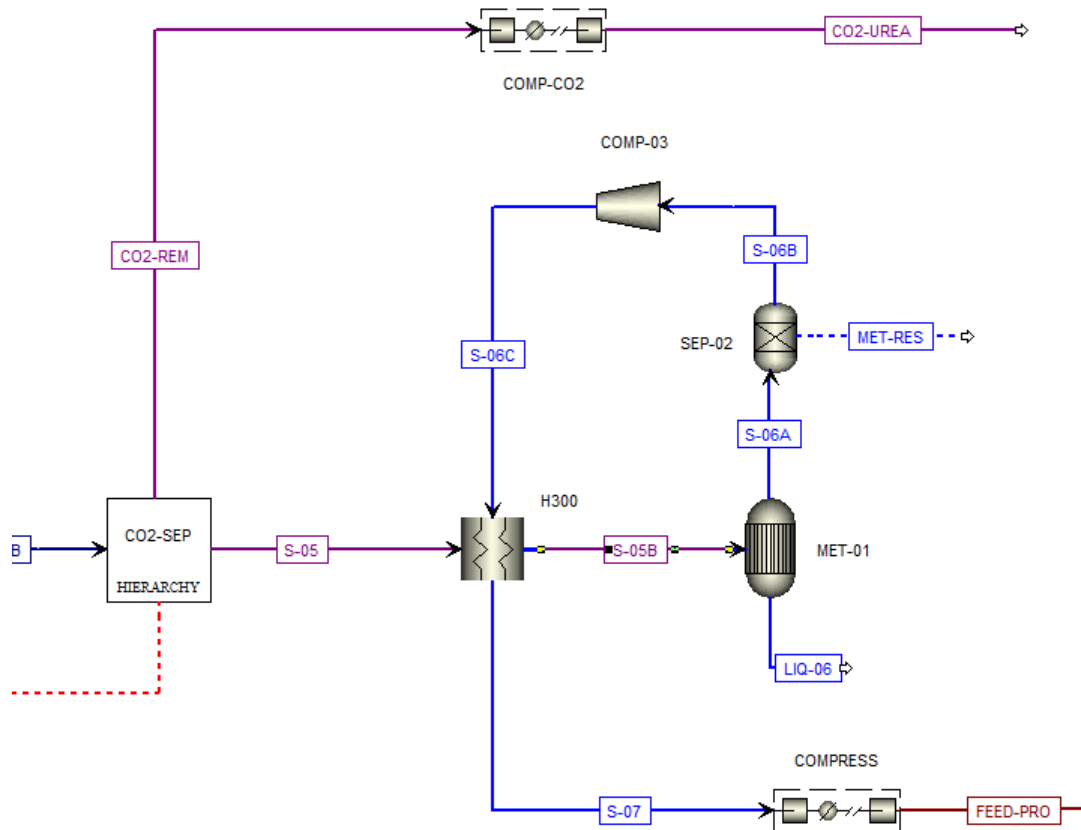 CO2-UREA
COMP-CO2
COMP-03
CO2-REM
S-06B
SEP-02
MET-RES
S-06C
S-06A
H300
B
CO2-SEP
HIERARCHY
S-05
S-05B
MET-01
LIQ-06
COMPRESS
S-07
FEED-PRO